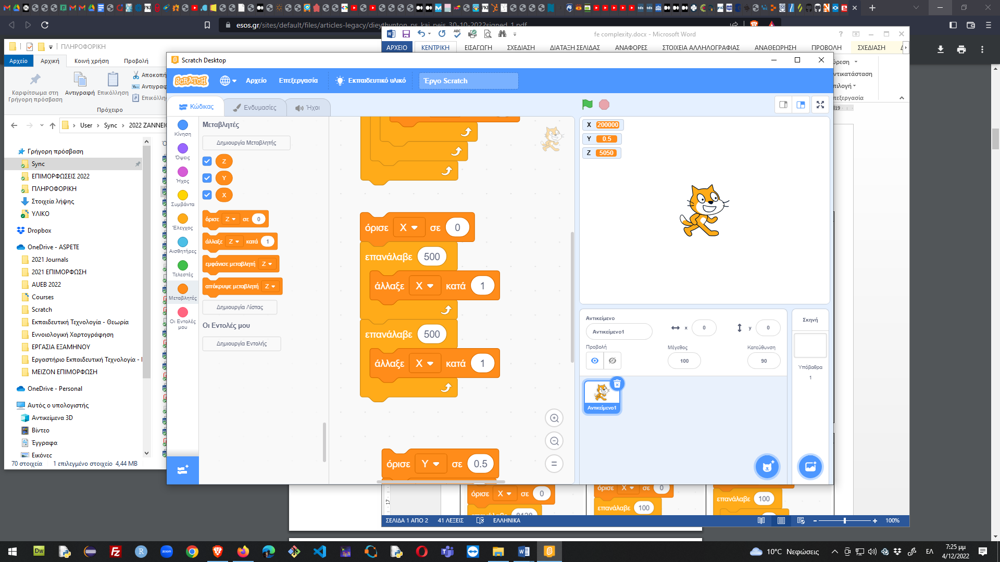 esos.gr/sites/default/files/articles-legacy/dieythynton_ps_kai_peis_30-10-2022signed_1.pdf
fe complexity.docx - Microsoft Word
ΑΡΧΕΙΟ ΚΕΝΤΡΙΚΗ ΕΙΣΑΓΩΓΗ ΣΧΕΔΙΑΣΗ ΔΙΑΤΑΞΗ ΣΕΛΙΔΑΣ ΑΝΑΦΟΡΕΣ ΣΤΟΙΧΕΙΑ ΑΛΛΗΛΟΓΡΑΦΙΑΣ ΑΝΑΘΕΩΡΗΣΗ ΠΡΟΒΟΛΗ ΣΧΕΔΙΑΣΗ
ΠΛΗΡΟΦΟΡΙΚΗ
Αρχείο Αρχική Κοινή χρήση Προβολή
Καρφίτσωμα στη
Γρήγορη πρόσβαση
Αντιγραφή
Επικόλληση
Αποκοπή
Πρόχειρο
User › Sync › 2022 ΖΑΝΝΕΙΟ
Γρήγορη πρόσβαση
Sync
ΕΠΙΜΟΡΦΩΣΕΙΣ 2022
ΠΛΗΡΟΦΟΡΙΚΗ
Στοιχεία λήψης
ΥΛΙΚΟ
Dropbox
OneDrive - ASPETE
2021 Journals
2021 ΕΠΙΜΟΡΦΩΣΗ
AUEB 2022
Courses
Scratch
Εκπαιδευτική Τεχνολογία - Θεωρία
Εννοιολογική Χαρτογράφηση
ΕΡΓΑΣΙΑ ΕΞΑΜΗΝΟΥ
Εργαστήριο Εκπαιδευτική Τεχνολογία -
ΜΕΙΖΟΝ ΕΠΙΜΟΡΦΩΣΗ
OneDrive - Personal
Αυτός ο υπολογιστής
Αντικείμενα 3D
Βίντεο
Έγγραφα
Εικόνες
70 στοιχεία 1 επιλεγμένο στοιχείο 4,44 MB
Scratch Desktop
SCRATCH Αρχείο Επεξεργασία Εκπαιδευτικό υλικό Έργο Scratch
Κώδικας Ενδυμασίες Ήχοι
Κίνηση
Όψεις
Ήχος
Συμβάντα
Έλεγχος
Αισθητήρες
Τελεστές
Μεταβλητές
Οι Εντολές
μου
Μεταβλητές
Δημιουργία Μεταβλητής
Z
Y
X
όρισε Z σε 0
άλλαξε Z κατά 1
εμφάνισε μεταβλητή Z
απόκρυψε μεταβλητή Z
Δημιουργία Λίστας
Οι Εντολές μου
Δημιουργία Εντολής
όρισε X σε 0
επανάλαβε 500
άλλαξε X κατά 1
επανάλαβε 500
άλλαξε X κατά 1
όρισε Y σε 0.5
X 200000
Y 0.5
Z 5050
Αντικείμενο
Αντικείμενο1
x 0 y 0
Προβολή Μέγεθος Κατεύθυνση
100 90
Αντικείμενο1
Σκηνή
Υπόβαθρα
1
όρισε X σε 0
όρισε X σε 0
επανάλαβε 100
επανάλαβε 100
17
ΣΕΛΙΔΑ 1 ΑΠΟ 2 41 ΛΕΞΕΙΣ ΕΛΛΗΝΙΚΑ 100%
10°C Νεφώσεις ΕΛ
7:25 μμ
4/12/2022